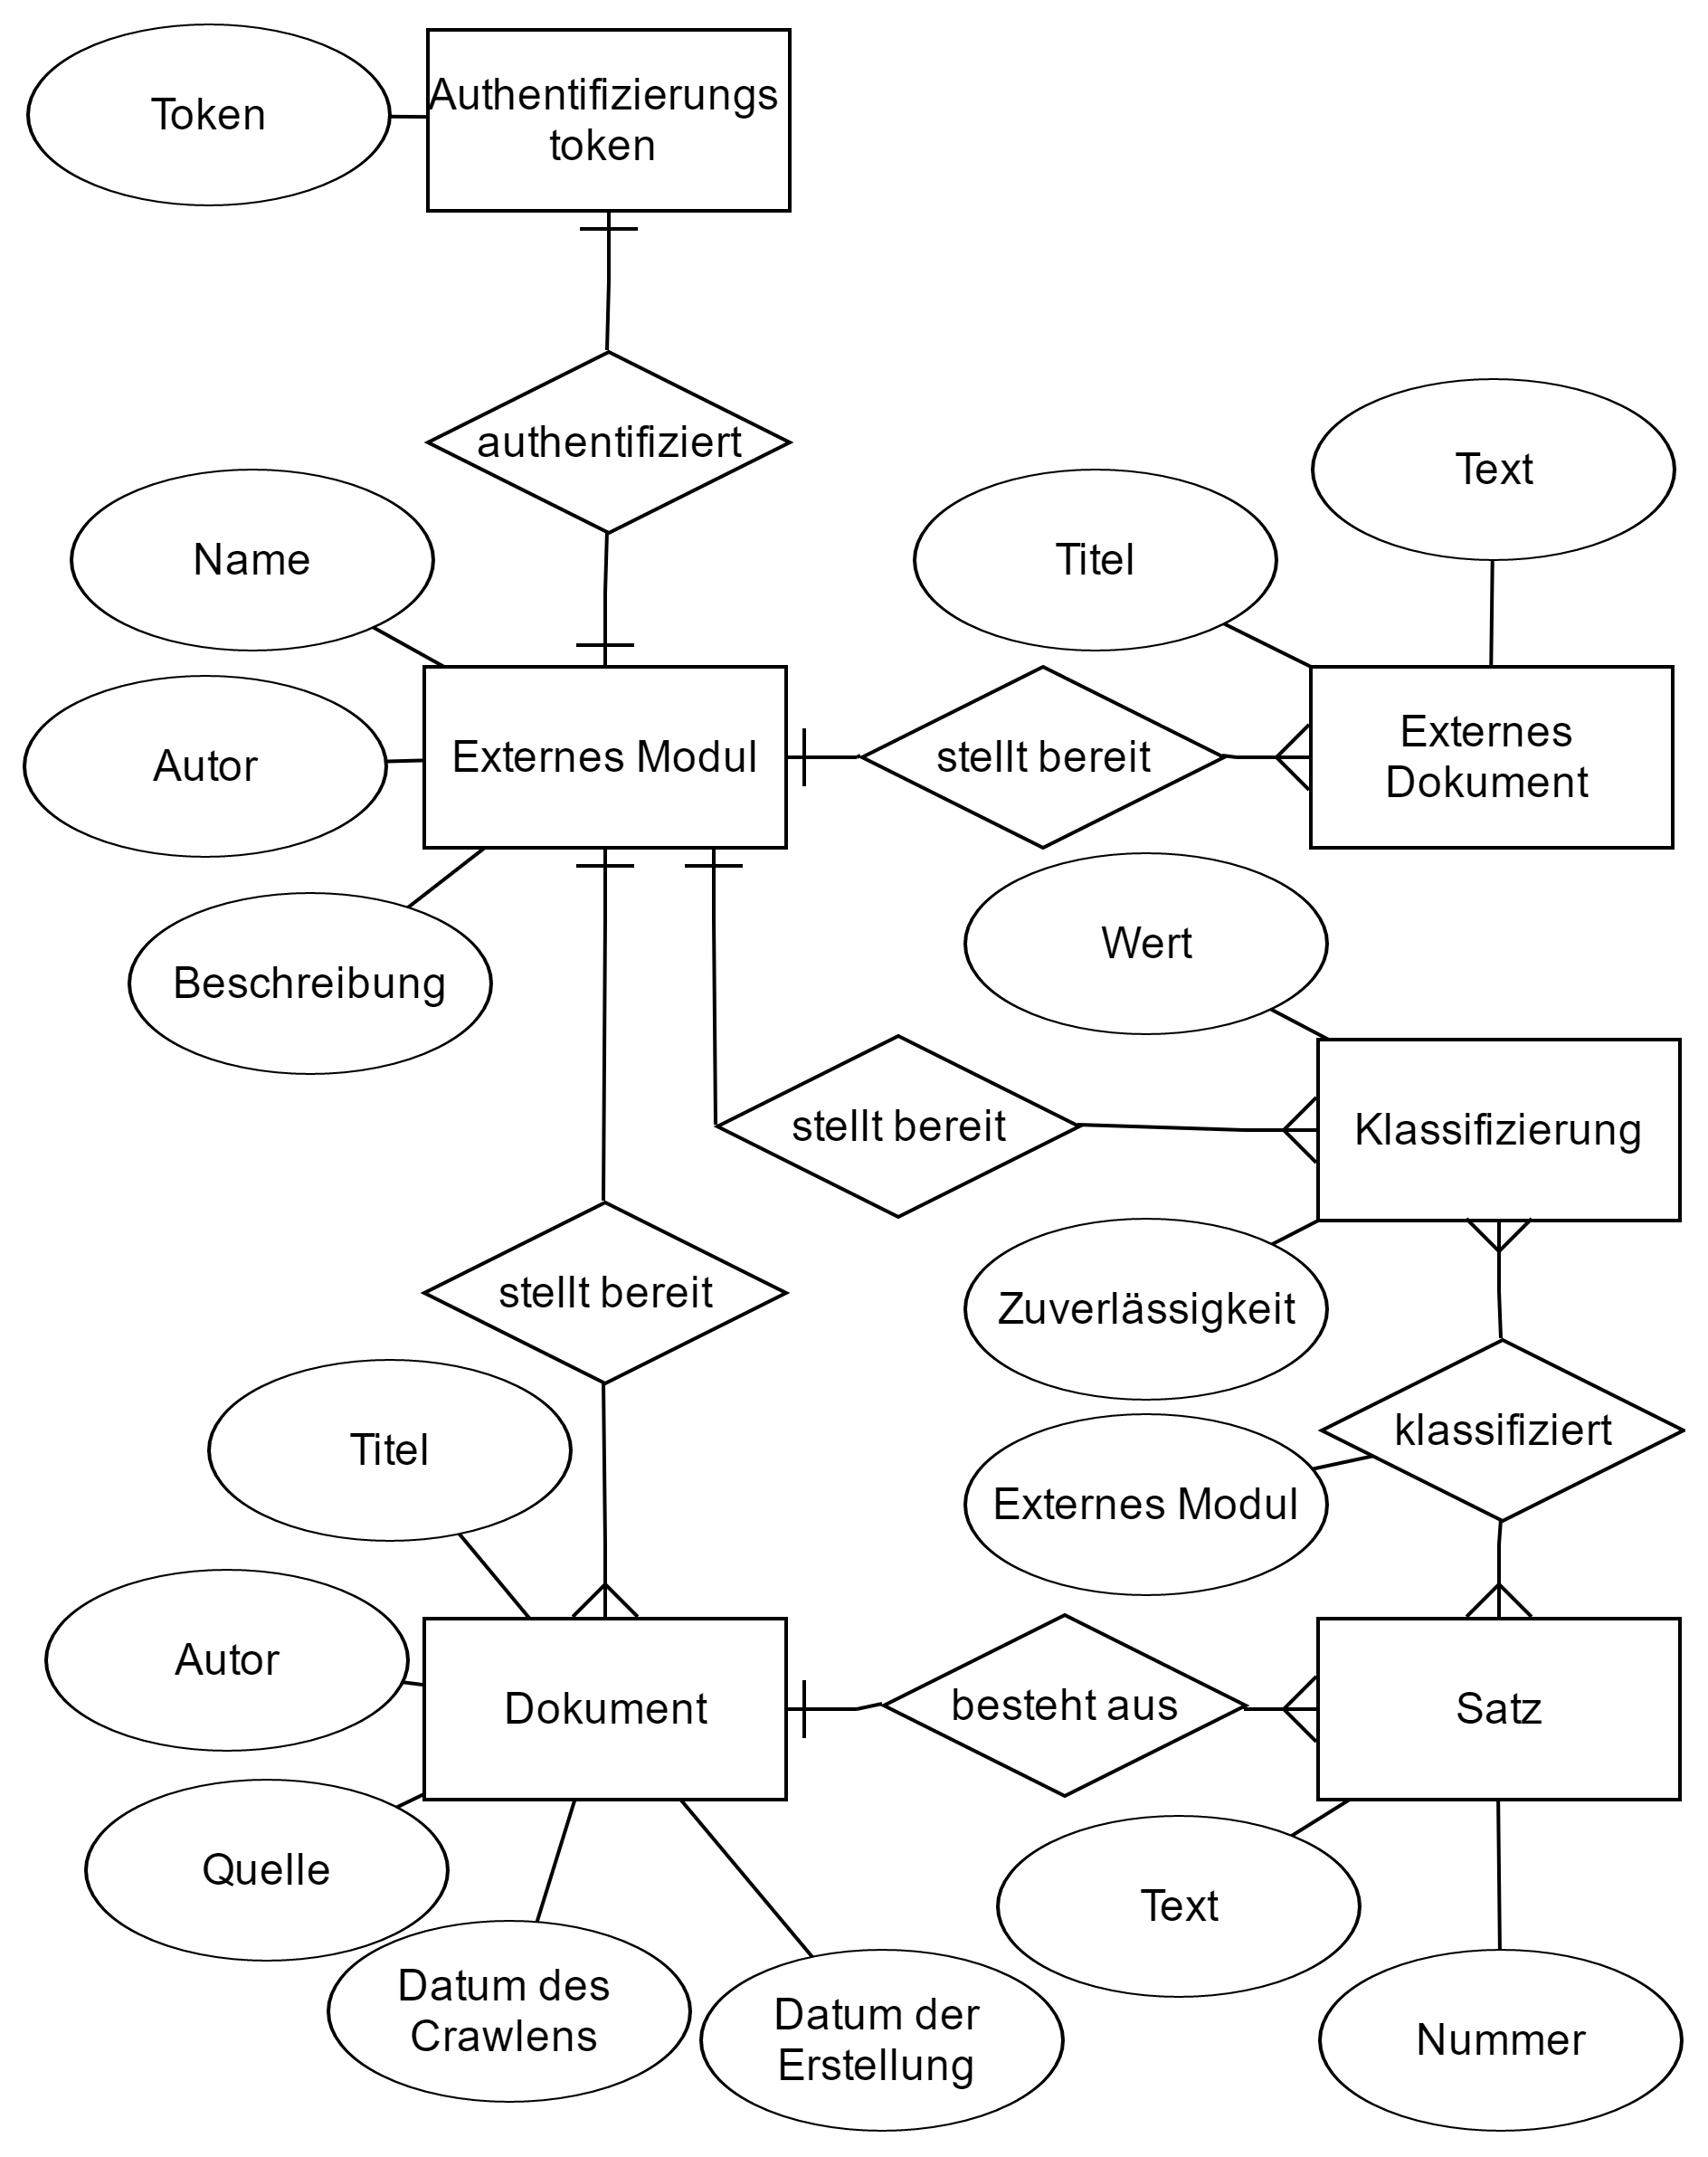 Token
Authentifizierungs
token
authentifiziert
Text
Name
Titel
Autor
Externes Modul
stellt bereit
Externes
Dokument
Beschreibung
Wert
stellt bereit
Klassifizierung
stellt bereit
Zuverlässigkeit
klassifiziert
Titel
Externes Modul
Autor
Dokument
besteht aus
Satz
Quelle
Text
Datum des
Crawlens
Datum der
Erstellung
Nummer